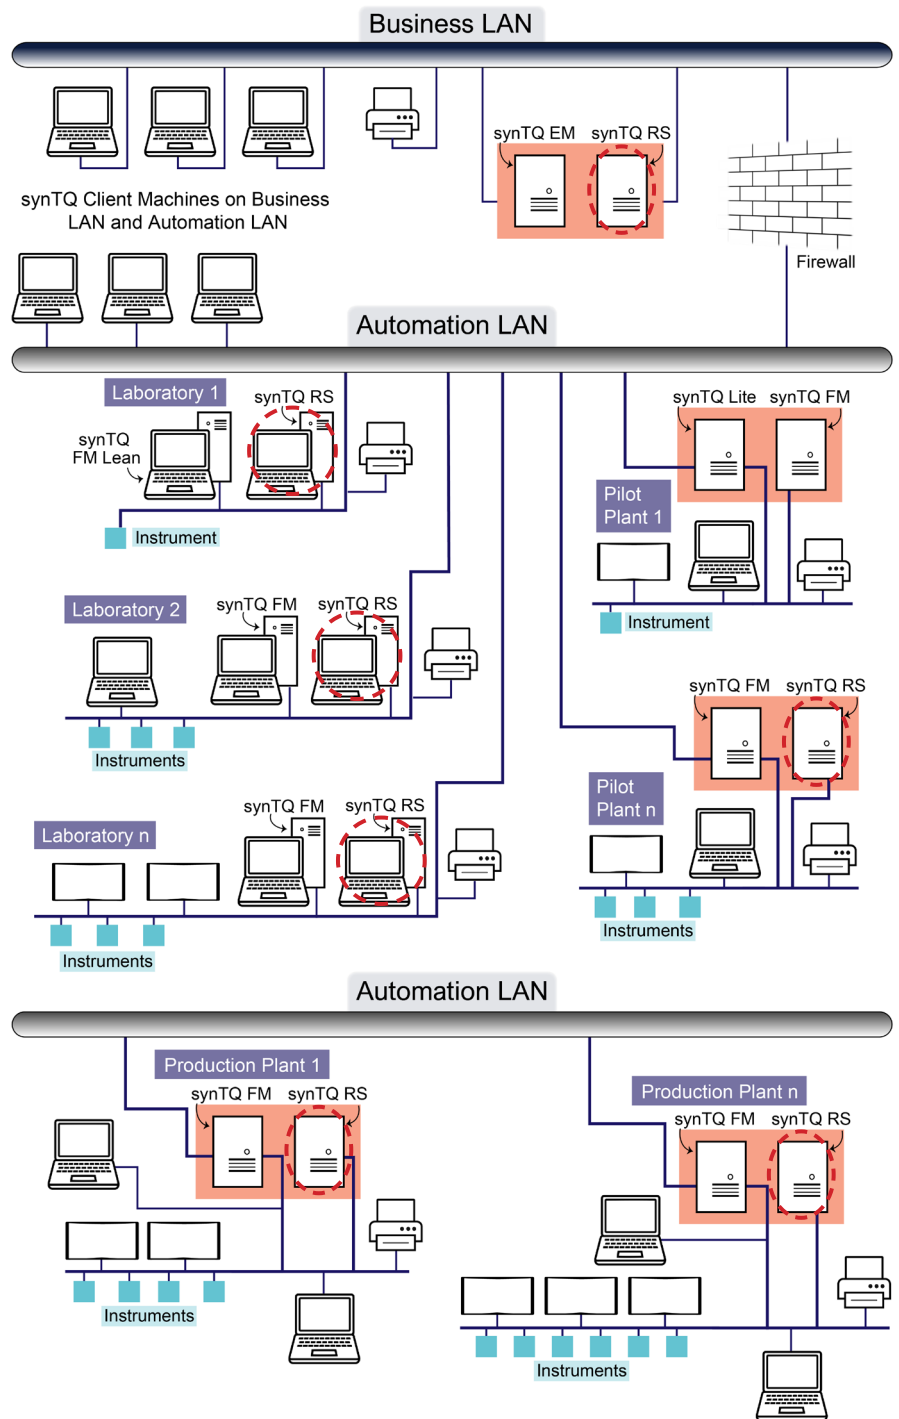 Business LAN
synTQ EM
synTQ RS
synTQ Client Machines on Business
LAN and Automation LAN
Firewall
Automation LAN
Laboratory 1
synTQ RS
synTQ
FM Lean
Instrument
synTQ Lite
synTQ FM
Pilot
Plant 1
Instrument
Laboratory 2
synTQ FM
synTQ RS
Instruments
synTQ FM
synTQ RS
Pilot
Plant n
Instruments
Laboratory n
synTQ FM
synTQ RS
Instruments
Automation LAN
Production Plant 1
synTQ FM
synTQ RS
Instruments
Production Plant n
synTQ FM
synTQ RS
Instruments